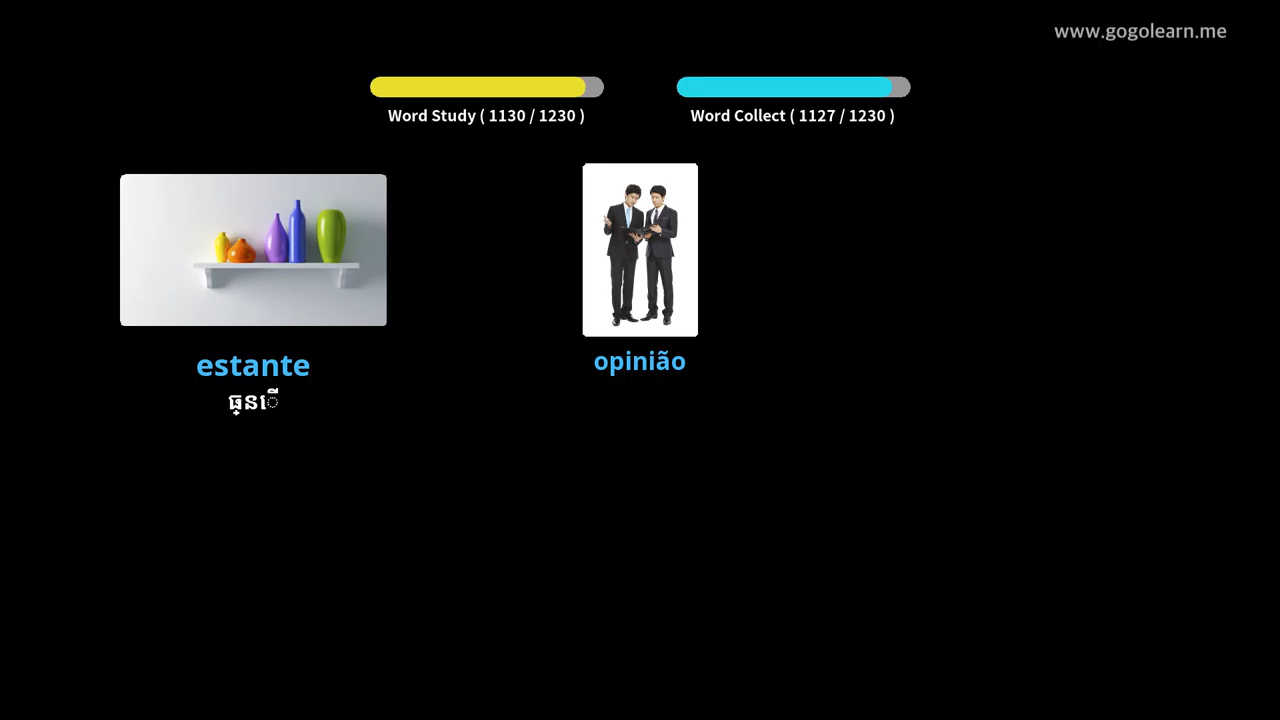 www.gogolearn.me
Word Study ( 1130 / 1230 )
Word Collect ( 1127 / 1230 )
estante
ធ្នើ
opinião